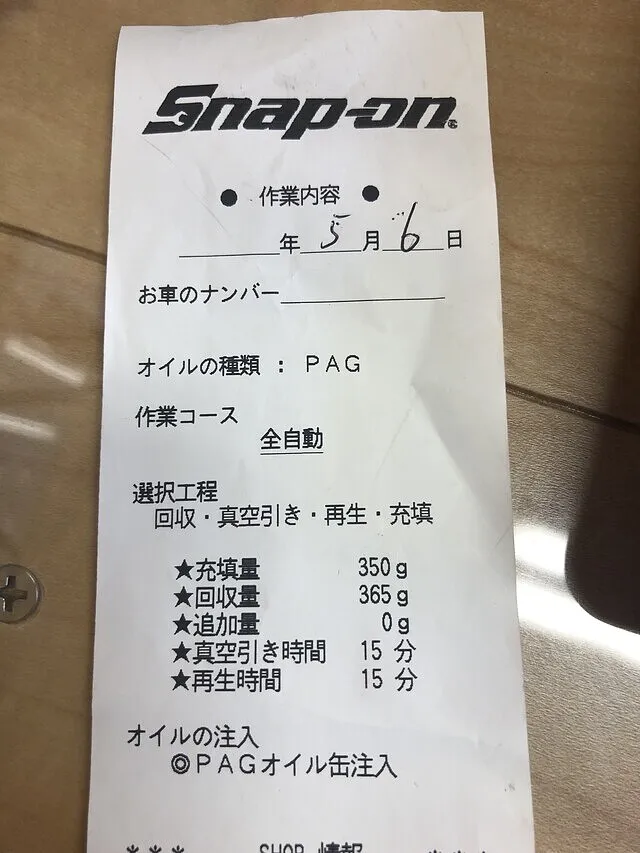 Snap-on®
● 作業内容 ●
年 5 月 6 日
お車のナンバー
オイルの種類 : PAG
作業コース
全自動
選択工程
回収・真空引き・再生・充填
★充填量 350g
★回収量 365g
★追加量 0g
★真空引き時間 15 分
★再生時間 15 分
オイルの注入
◎PAGオイル缶注入
*** SHOP 情報 ***